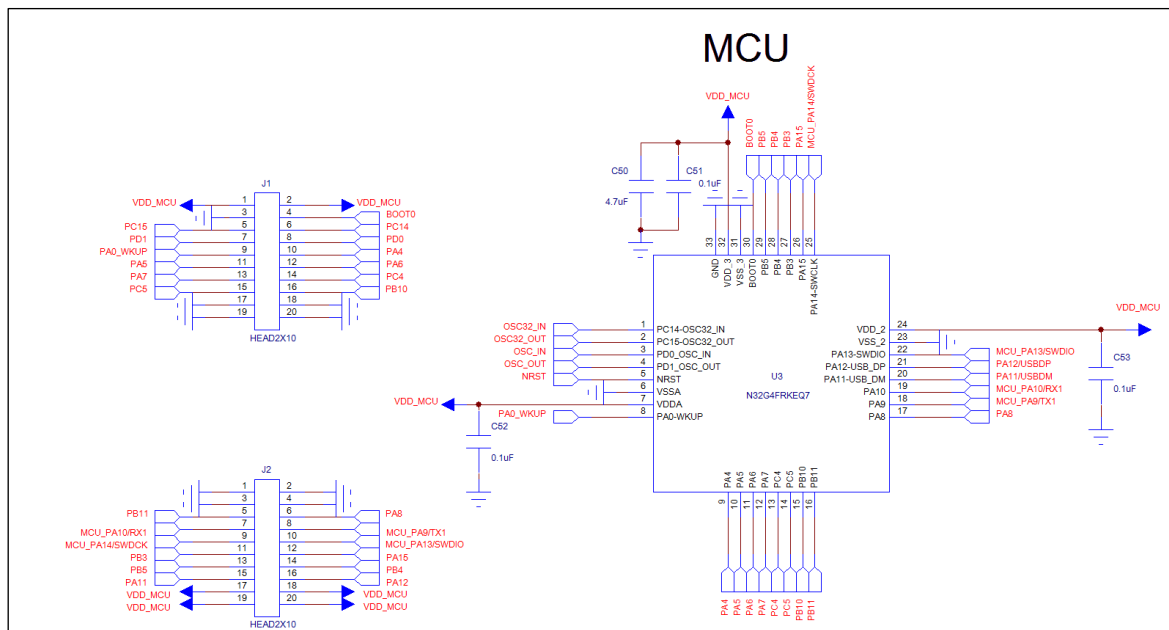 MCU
VDD_MCU
BOOT0
PB5
PB4
PB3
PA15
MCU_PA14/SWDCK
C50
4.7uF
C51
0.1uF
33
32
31
30
29
28
27
26
25
GND
VDD_3
VSS_3
BOOT0
PB5
PB4
PB3
PA15
PA14-SWCLK
J1
VDD_MCU 1 2 VDD_MCU
3 4 BOOT0
PC15 5 6 PC14
PD1 7 8 PD0
PA0_WKUP 9 10 PA4
PA5 11 12 PA6
PA7 13 14 PC4
PC5 15 16 PB10
17 18
19 20
HEAD2X10
OSC32_IN 1 PC14-OSC32_IN
OSC32_OUT 2 PC15-OSC32_OUT
OSC_IN 3 PD0_OSC_IN
OSC_OUT 4 PD1_OSC_OUT
NRST 5 NRST
6 VSSA
VDD_MCU 7 VDDA
PA0_WKUP 8 PA0-WKUP
C52
0.1uF
U3
N32G4FRKEQ7
VDD_2 24 VDD_MCU
VSS_2 23
PA13-SWDIO 22 MCU_PA13/SWDIO
PA12-USB_DP 21 PA12/USBDP
PA11-USB_DM 20 PA11/USBDM
PA10 19 MCU_PA10/RX1
PA9 18 MCU_PA9/TX1
PA8 17 PA8
C53
0.1uF
PA4
PA5
PA6
PA7
PC4
PC5
PB10
PB11
9
10
11
12
13
14
15
16
PA4
PA5
PA6
PA7
PC4
PC5
PB10
PB11
J2
1 2
3 4
PB11 5 6 PA8
7 8
MCU_PA10/RX1 9 10 MCU_PA9/TX1
MCU_PA14/SWDCK 11 12 MCU_PA13/SWDIO
PB3 13 14 PA15
PB5 15 16 PB4
PA11 PA12
VDD_MCU 17 18 VDD_MCU
VDD_MCU 19 20 VDD_MCU
HEAD2X10